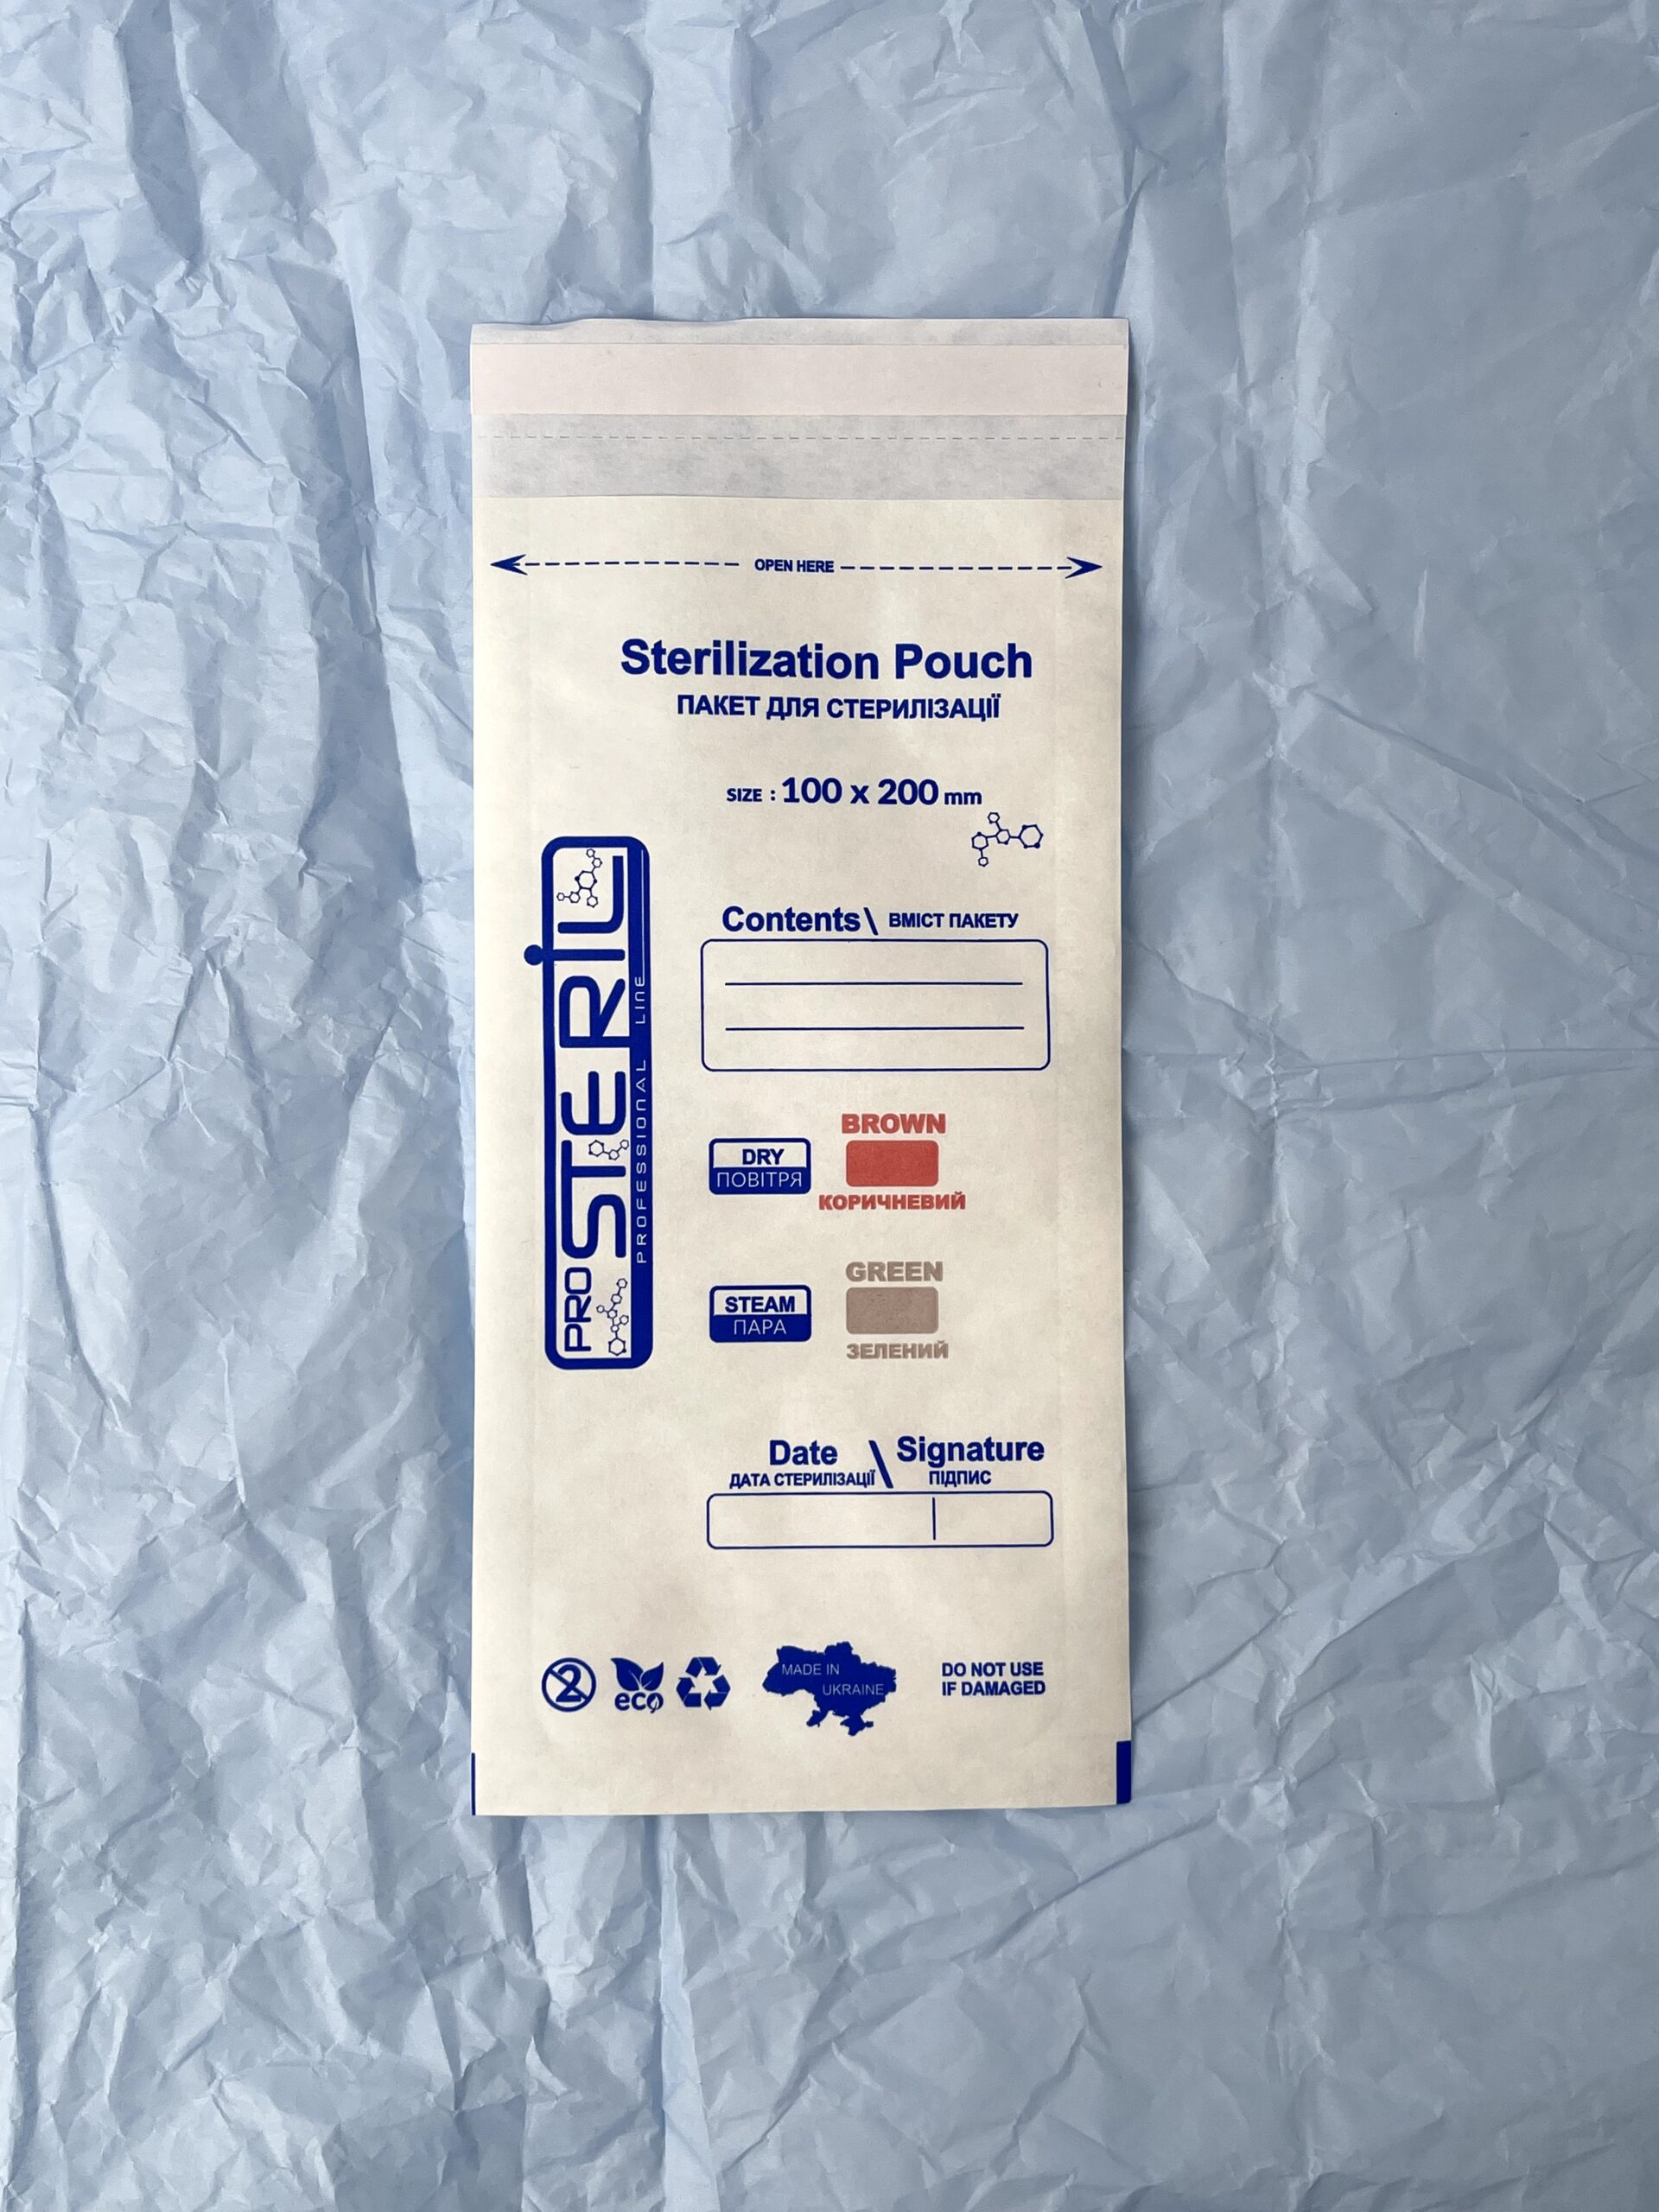 OPEN HERE
Sterilization Pouch
ПАКЕТ ДЛЯ СТЕРИЛІЗАЦІЇ
SIZE : 100 x 200 mm
PROSTERIL
PROFESSIONAL LINE
Contents \ ВМІСТ ПАКЕТУ
BROWN
DRY
ПОВІТРЯ
КОРИЧНЕВИЙ
GREEN
STEAM
ПАРА
ЗЕЛЕНИЙ
Date \ Signature
ДАТА СТЕРИЛІЗАЦІЇ ПІДПИС
2
eco
MADE IN
UKRAINE
DO NOT USE
IF DAMAGED